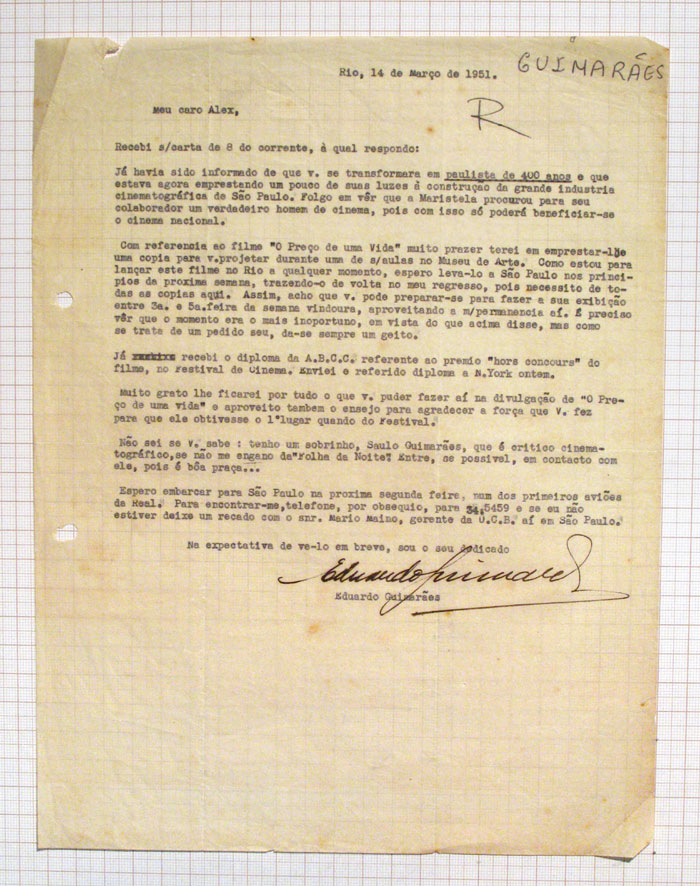 Rio, 14 de Março de 1951.
GUIMARÃES
R
Meu caro Alex,
Recebi s/carta de 8 do corrente, à qual respondo:
Já havia sido informado de que v. se transformara em paulista de 400 anos e que
estava agora emprestando um pouco de suas luzes à construção da grande industria
cinematográfica de São Paulo. Folgo em vêr que a Maristela procurou para seu
colaborador um verdadeiro homem de cinema, pois com isso só poderá beneficiar-se
o cinema nacional.
Com referencia ao filme "O Preço de uma Vida" muito prazer terei em emprestar-lhe
uma copia para v.projetar durante uma de s/aulas no Museu de Arte. Como estou para
lançar este filme no Rio a qualquer momento, espero leva-lo a São Paulo nos princi-
pios da proxima semana, trazendo-o de volta no meu regresso, pois necesito de to-
das as copias aqui. Assim, acho que v. pode preparar-se para fazer a sua exibição
entre 3a. e 5a.feira da semana vindoura, aproveitando a m/permanencia aí. É preciso
vêr que o momento era o mais inoportuno, em vista do que acima disse, mas como
se trata de um pedido seu, da-se sempre um geito.
Já recebi o diploma da A.B.C.C. referente ao premio "hors concours" do
filme, no Festival de Cinema. Enviei e referido diploma a N.York ontem.
Muito grato lhe ficarei por tudo o que v. puder fazer aí na divulgação de "O Pre-
ço de uma vida" e aproveito tambem o ensejo para agradecer a força que V. fez
para que ele obtivesse o 1°lugar quando do Festival.
Não sei se V. sabe : tenho um sobrinho, Saulo Guimarães, que é critico cinema-
tográfico,se não me engano da"Folha da Noite? Entre, se possivel, em contacto com
ele, pois é bôa praça...
Espero embarcar para São Paulo na proxima segunda feira, num dos primeiros aviões
da Real. Para encontrar-me,telefone, por obsequio, para 34.5459 e se eu não
estiver deixe um recado com o snr. Mario Maino, gerente da U.C.B. aí em São Paulo.
Na expectativa de ve-lo em breve, sou o seu dedicado
Eduardo Guimarães
Eduardo Guimarães